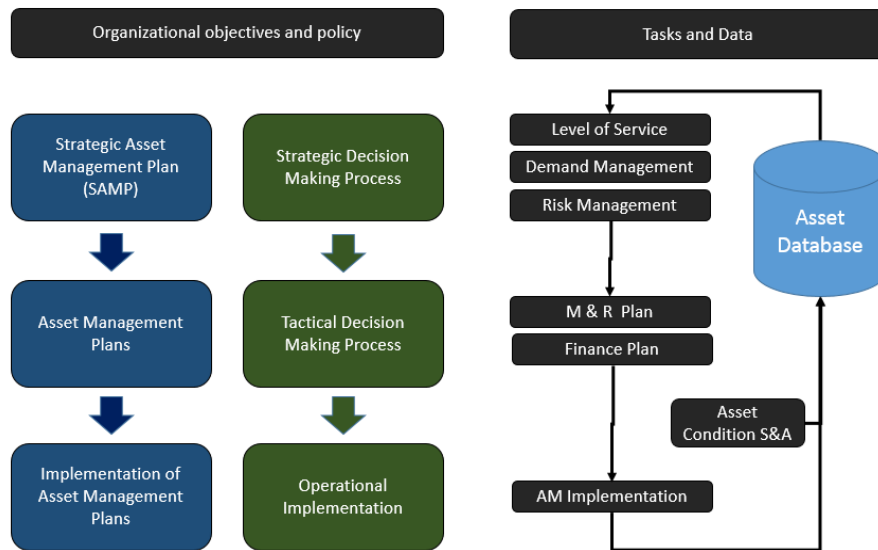 Organizational objectives and policy
Tasks and Data
Strategic Asset
Management Plan
(SAMP)
Strategic Decision
Making Process
Level of Service
Demand Management
Risk Management
Asset
Database
Asset Management
Plans
Tactical Decision
Making Process
M & R Plan
Finance Plan
Asset
Condition S&A
Implementation of
Asset Management
Plans
Operational
Implementation
AM Implementation